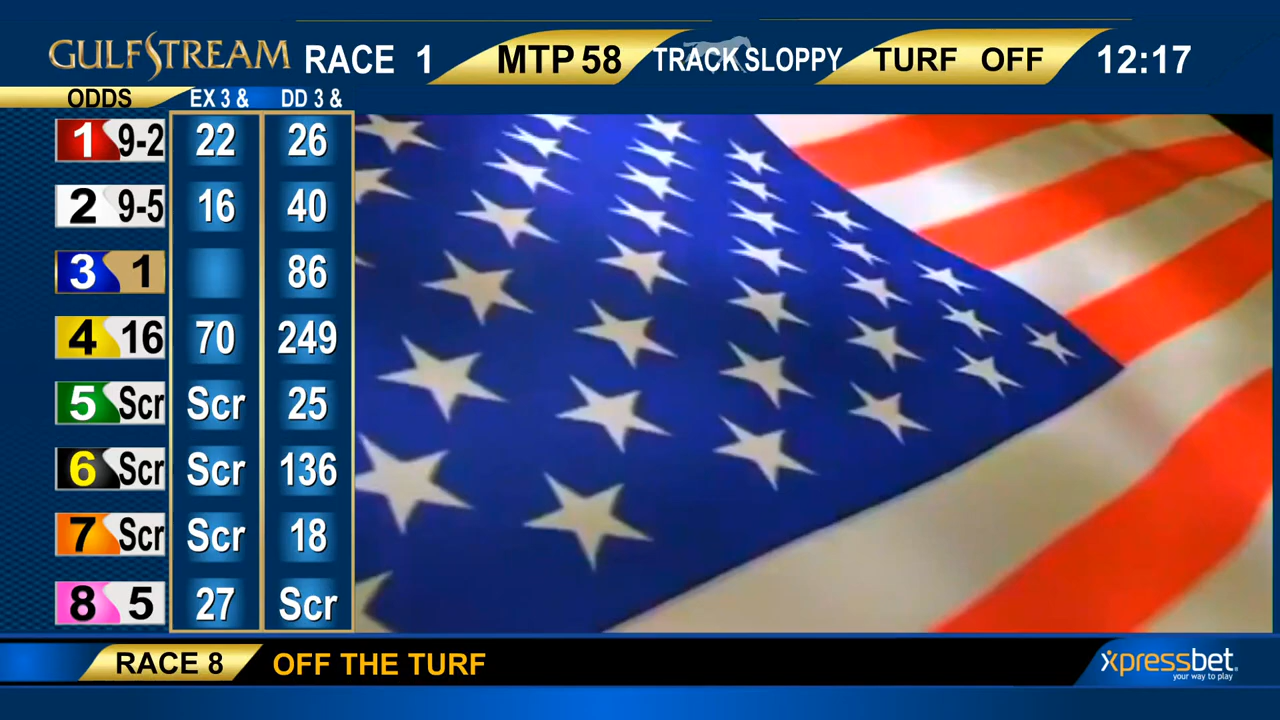 GULFSTREAM RACE 1 MTP 58 TRACK SLOPPY TURF OFF 12:17
ODDS EX 3 & DD 3 &
1 9-2 22 26
2 9-5 16 40
3 1 86
4 16 70 249
5 Scr Scr 25
6 Scr Scr 136
7 Scr Scr 18
8 5 27 Scr
RACE 8 OFF THE TURF xpressbet.
your way to play